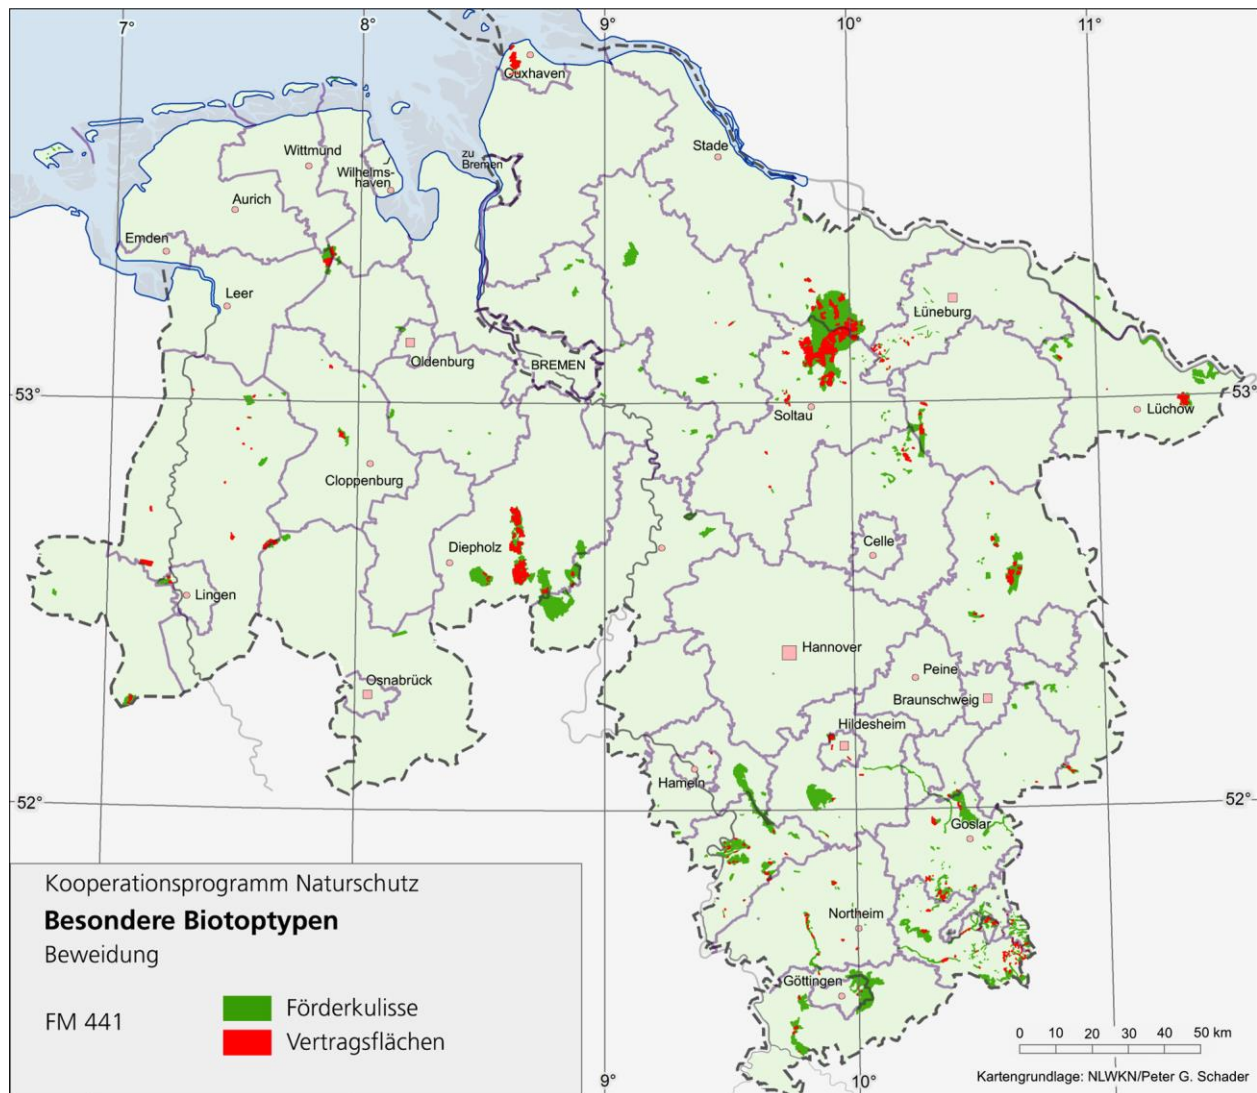 7°
8°
9°
10°
11°
Cuxhaven
Stade
zu
Bremen
Wittmund
Wilhelms-
haven
Aurich
Emden
Leer
Lüneburg
Oldenburg
BREMEN
53°
53°
Soltau
Lüchow
Cloppenburg
Diepholz
Celle
Lingen
Hannover
Peine
Osnabrück
Braunschweig
Hildesheim
Hameln
52°
52°
Goslar
Northeim
Göttingen
Kooperationsprogramm Naturschutz
Besondere Biotoptypen
Beweidung
FM 441
Förderkulisse
Vertragsflächen
0 10 20 30 40 50 km
9°
10°
Kartengrundlage: NLWKN/Peter G. Schader